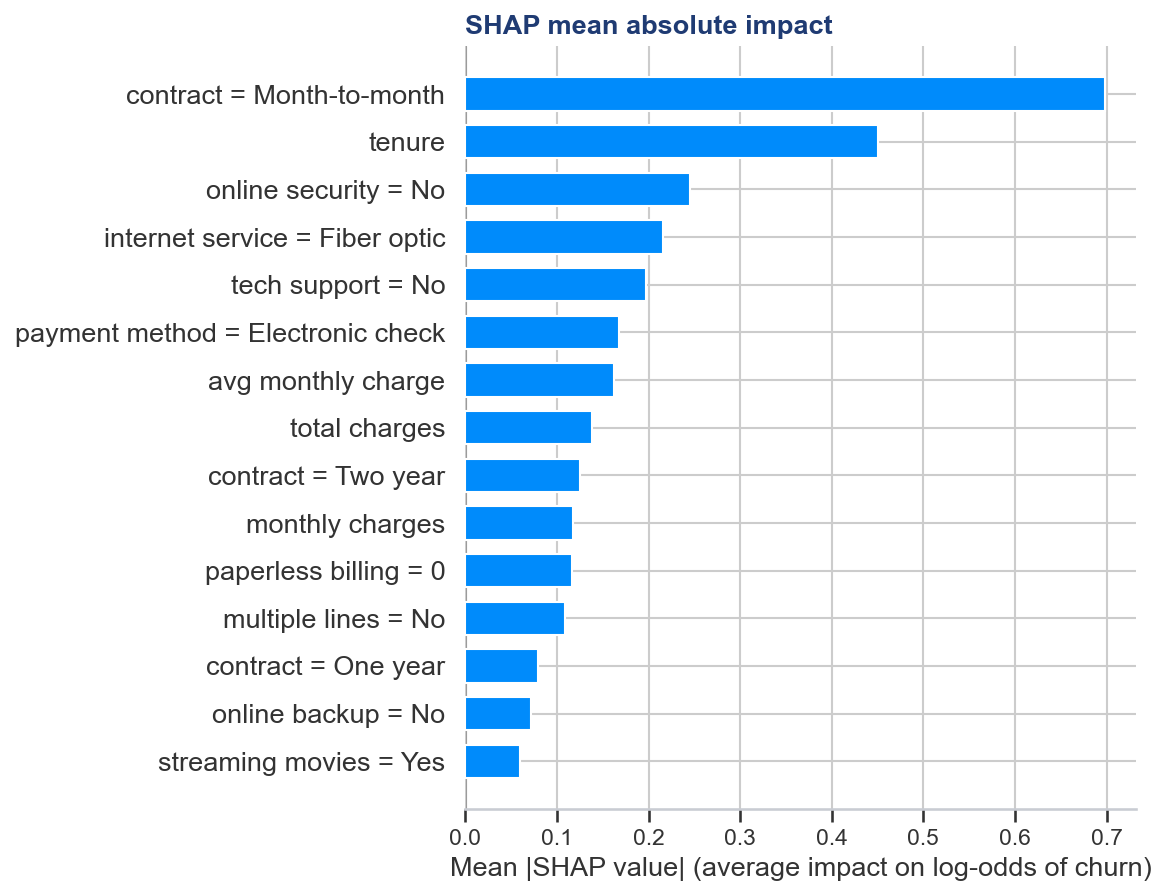 SHAP mean absolute impact
contract = Month-to-month
tenure
online security = No
internet service = Fiber optic
tech support = No
payment method = Electronic check
avg monthly charge
total charges
contract = Two year
monthly charges
paperless billing = 0
multiple lines = No
contract = One year
online backup = No
streaming movies = Yes
0.0 0.1 0.2 0.3 0.4 0.5 0.6 0.7
Mean |SHAP value| (average impact on log-odds of churn)